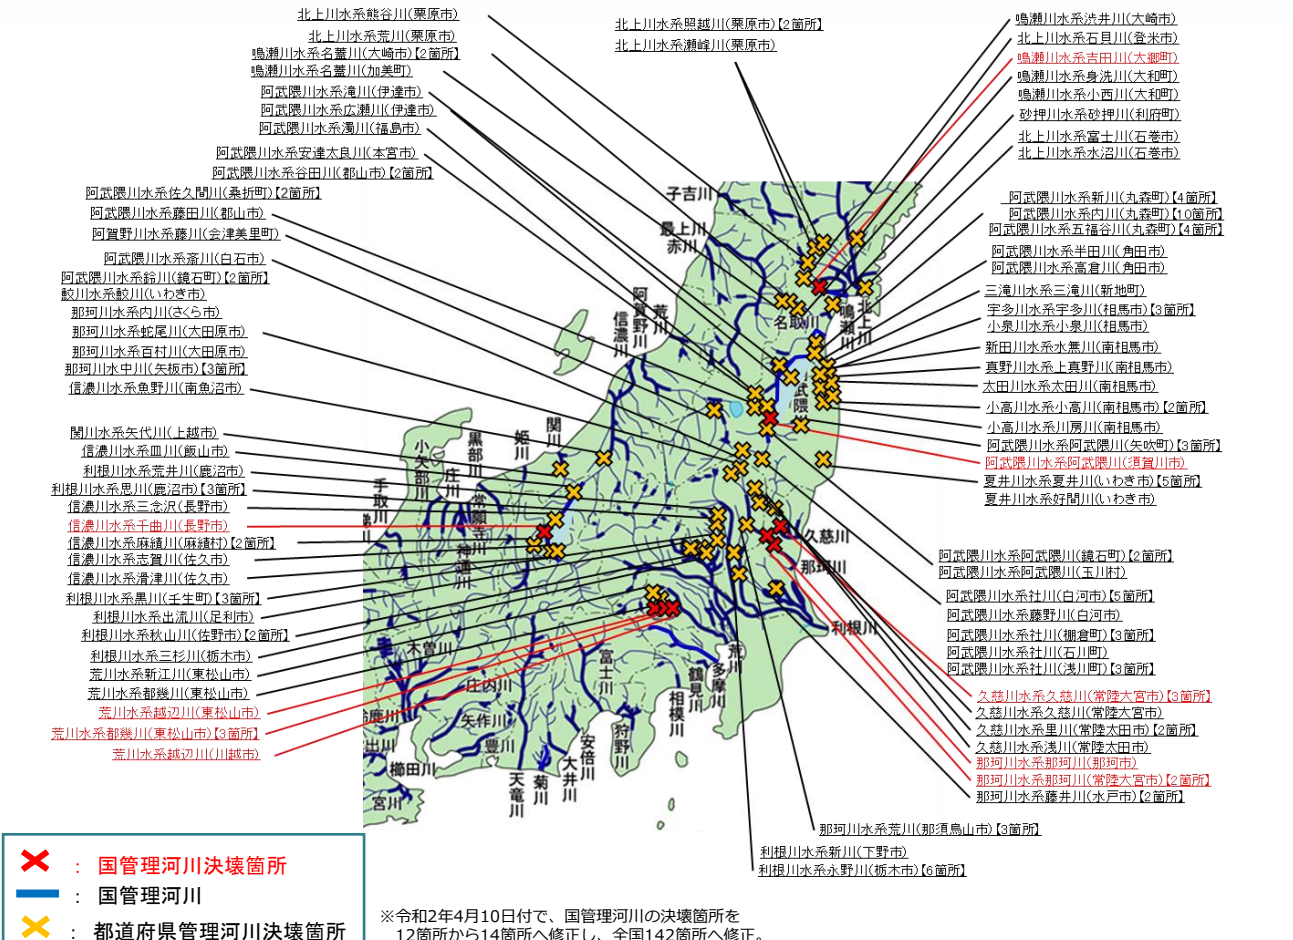 北上川水系熊谷川(栗原市)
北上川水系荒川(栗原市)
鳴瀬川水系名蓋川(大崎市)【2箇所】
鳴瀬川水系名蓋川(加美町)
阿武隈川水系滝川(伊達市)
阿武隈川水系広瀬川(伊達市)
阿武隈川水系濁川(福島市)
阿武隈川水系安達太良川(本宮市)
阿武隈川水系谷田川(郡山市)【2箇所】
阿武隈川水系佐久間川(桑折町)【2箇所】
阿武隈川水系藤田川(郡山市)
阿賀野川水系藤川(会津美里町)
阿武隈川水系斎川(白石市)
阿武隈川水系鈴川(鏡石町)【2箇所】
鮫川水系鮫川(いわき市)
那珂川水系内川(さくら市)
那珂川水系蛇尾川(大田原市)
那珂川水系百村川(大田原市)
那珂川水中川(矢板市)【3箇所】
信濃川水系魚野川(南魚沼市)
関川水系矢代川(上越市)
信濃川水系皿川(飯山市)
利根川水系荒井川(鹿沼市)
利根川水系思川(鹿沼市)【3箇所】
信濃川水系三念沢(長野市)
信濃川水系千曲川(長野市)
信濃川水系麻績川(麻績村)【2箇所】
信濃川水系志賀川(佐久市)
信濃川水系滑津川(佐久市)
利根川水系黒川(壬生町)【3箇所】
利根川水系出流川(足利市)
利根川水系秋山川(佐野市)【2箇所】
利根川水系三杉川(栃木市)
荒川水系新江川(東松山市)
荒川水系都幾川(東松山市)
荒川水系越辺川(東松山市)
荒川水系都幾川(東松山市)【3箇所】
荒川水系越辺川(川越市)
北上川水系照越川(栗原市)【2箇所】
北上川水系瀬峰川(栗原市)
鳴瀬川水系渋井川(大崎市)
北上川水系石貝川(登米市)
鳴瀬川水系吉田川(大郷町)
鳴瀬川水系身洗川(大和町)
鳴瀬川水系小西川(大和町)
砂押川水系砂押川(利府町)
北上川水系富士川(石巻市)
北上川水系水沼川(石巻市)
阿武隈川水系新川(丸森町)【4箇所】
阿武隈川水系内川(丸森町)【10箇所】
阿武隈川水系五福谷川(丸森町)【4箇所】
阿武隈川水系半田川(角田市)
阿武隈川水系高倉川(角田市)
三滝川水系三滝川(新地町)
宇多川水系宇多川(相馬市)【3箇所】
小泉川水系小泉川(相馬市)
新田川水系水無川(南相馬市)
真野川水系上真野川(南相馬市)
太田川水系太田川(南相馬市)
小高川水系小高川(南相馬市)【2箇所】
小高川水系川房川(南相馬市)
阿武隈川水系阿武隈川(矢吹町)【3箇所】
阿武隈川水系阿武隈川(須賀川市)
夏井川水系夏井川(いわき市)【5箇所】
夏井川水系好間川(いわき市)
阿武隈川水系阿武隈川(鏡石町)【2箇所】
阿武隈川水系阿武隈川(玉川村)
阿武隈川水系社川(白河市)【5箇所】
阿武隈川水系藤野川(白河市)
阿武隈川水系社川(棚倉町)【3箇所】
阿武隈川水系社川(石川町)
阿武隈川水系社川(浅川町)【3箇所】
久慈川水系久慈川(常陸大宮市)【3箇所】
久慈川水系久慈川(常陸大宮市)
久慈川水系里川(常陸太田市)【2箇所】
久慈川水系浅川(常陸太田市)
那珂川水系那珂川(那珂市)
那珂川水系那珂川(常陸大宮市)【2箇所】
那珂川水系藤井川(水戸市)【2箇所】
那珂川水系荒川(那須烏山市)【3箇所】
利根川水系新川(下野市)
利根川水系永野川(栃木市)【6箇所】
子吉川
最上川
赤川
荒川
阿賀野川
信濃川
名取川
鳴瀬川
北上川
武隈
関川
姫川
黒部川
常願寺川
神通川
庄川
小矢部川
手取川
久慈川
那珂川
利根川
荒川
多摩川
鶴見川
相模川
富士川
狩野川
安倍川
大井川
菊川
天竜川
豊川
矢作川
庄内川
木曽川
鈴鹿川
出川
櫛田川
宮川
: 国管理河川決壊箇所
: 国管理河川
: 都道府県管理河川決壊箇所
※令和2年4月10日付で、国管理河川の決壊箇所を
12箇所から14箇所へ修正し、全国142箇所へ修正。